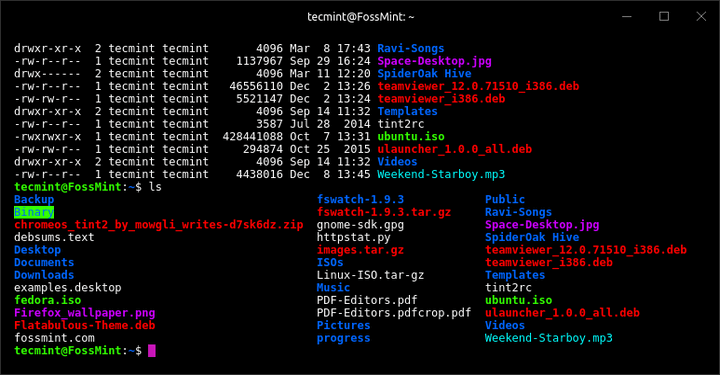 tecmint@FossMint: ~
drwxr-xr-x 2 tecmint tecmint 4096 Mar 8 17:43 Ravi-Songs
-rw-r--r-- 1 tecmint tecmint 1137967 Sep 29 16:24 Space-Desktop.jpg
drwx------ 2 tecmint tecmint 4096 Mar 11 12:20 SpiderOak Hive
-rw-r--r-- 1 tecmint tecmint 46556110 Dec 2 13:26 teamviewer_12.0.71510_i386.deb
-rw-rw-r-- 1 tecmint tecmint 5521147 Dec 2 13:24 teamviewer_i386.deb
drwxr-xr-x 2 tecmint tecmint 4096 Sep 14 11:32 Templates
-rw-r--r-- 1 tecmint tecmint 3587 Jul 28 2014 tint2rc
-rwxrwxr-x 1 tecmint tecmint 428441088 Oct 7 13:31 ubuntu.iso
-rw-rw-r-- 1 tecmint tecmint 294874 Oct 25 2015 ulauncher_1.0.0_all.deb
drwxr-xr-x 2 tecmint tecmint 4096 Sep 14 11:32 Videos
-rw-r--r-- 1 tecmint tecmint 4438016 Dec 8 13:45 Weekend-Starboy.mp3
tecmint@FossMint:~$ ls
Backup fswatch-1.9.3 Public
Binary fswatch-1.9.3.tar.gz Ravi-Songs
chromeos_tint2_by_mowgli_writes-d7sk6dz.zip gnome-sdk.gpg Space-Desktop.jpg
debsums.text httpstat.py SpiderOak Hive
Desktop images.tar.gz teamviewer_12.0.71510_i386.deb
Documents ISOs teamviewer_i386.deb
Downloads Linux-ISO.tar-gz Templates
examples.desktop Music tint2rc
fedora.iso PDF-Editors.pdf ubuntu.iso
Firefox_wallpaper.png PDF-Editors.pdfcrop.pdf ulauncher_1.0.0_all.deb
Flatabulous-Theme.deb Pictures Videos
fossmint.com progress Weekend-Starboy.mp3
tecmint@FossMint:~$